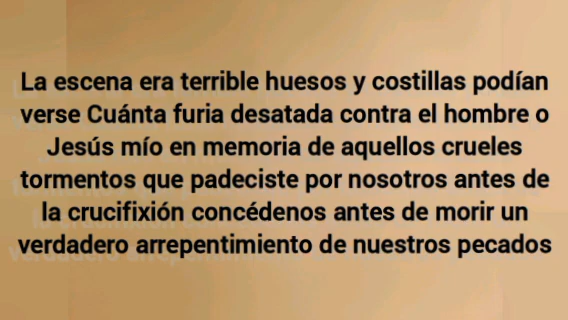 La escena era terrible huesos y costillas podían
verse Cuánta furia desatada contra el hombre o
Jesús mío en memoria de aquellos crueles
tormentos que padeciste por nosotros antes de
la crucifixión concédenos antes de morir un
verdadero arrepentimiento de nuestros pecados